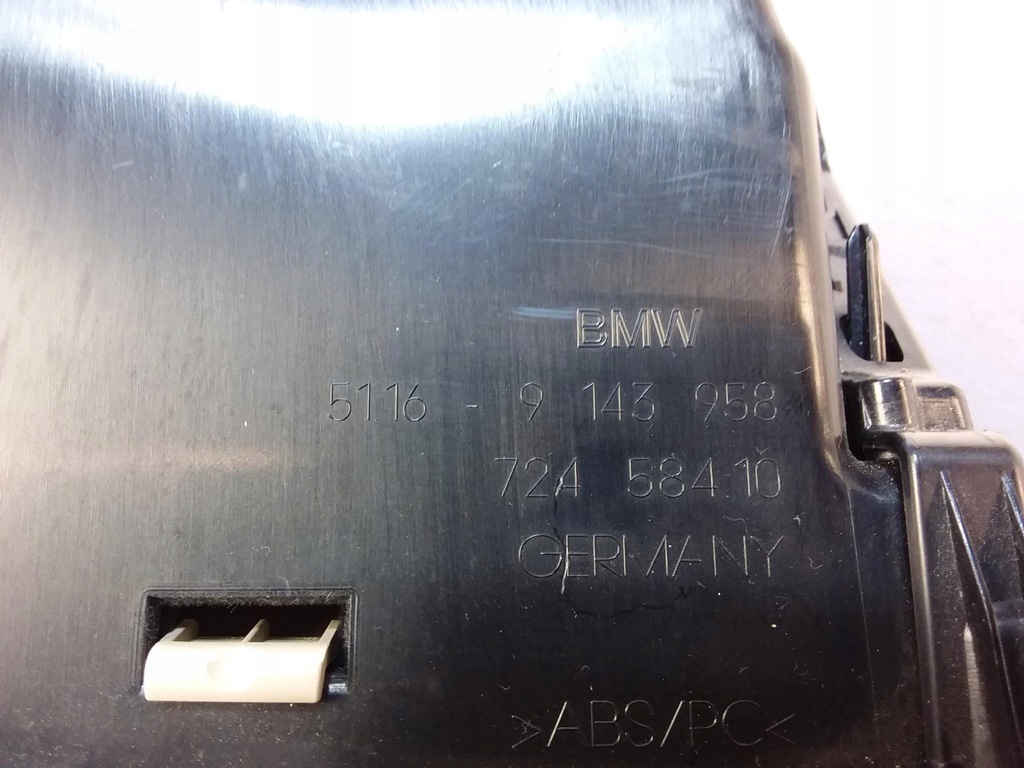 BMW
5116 - 9 143 958
724 584.10
GERMANY
>ABS/PC<